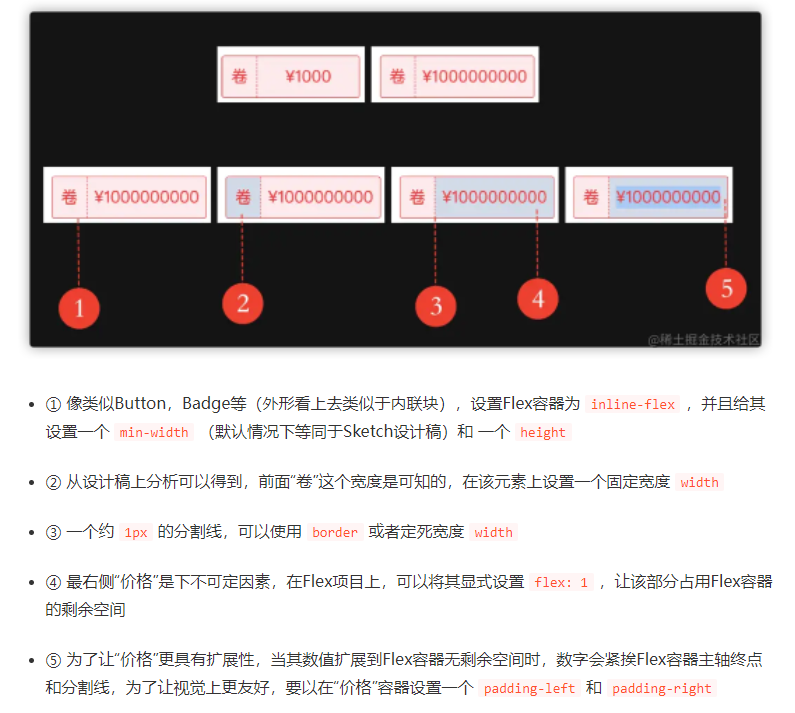 卷 ¥1000 卷 ¥1000000000
卷 ¥1000000000 卷 ¥1000000000 卷 ¥1000000000 卷 ¥1000000000
1 2 3 4 5
@稀土掘金技术社区
• ① 像类似Button，Badge等（外形看上去类似于内联块），设置Flex容器为 inline-flex ，并且给其
设置一个 min-width （默认情况下等同于Sketch设计稿）和 一个 height
• ② 从设计稿上分析可以得到，前面“卷”这个宽度是可知的，在该元素上设置一个固定宽度 width
• ③ 一个约 1px 的分割线，可以使用 border 或者定死宽度 width
• ④ 最右侧“价格”是下不可定因素，在Flex项目上，可以将其显式设置 flex: 1 ，让该部分占用Flex容器
的剩余空间
• ⑤ 为了让“价格”更具有扩展性，当其数值扩展到Flex容器无剩余空间时，数字会紧挨Flex容器主轴终点
和分割线，为了让视觉上更友好，要以在“价格”容器设置一个 padding-left 和 padding-right